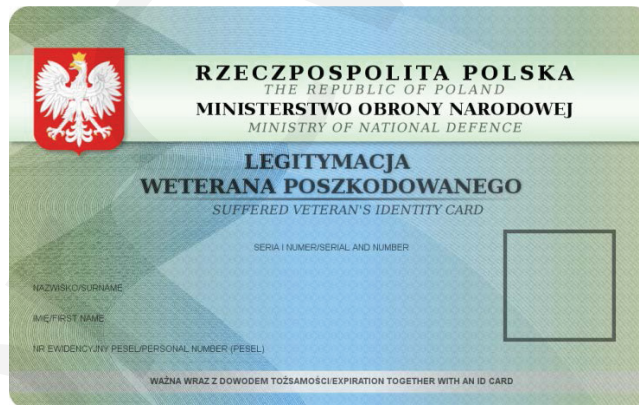 RZECZPOSPOLITA POLSKA
THE REPUBLIC OF POLAND
MINISTERSTWO OBRONY NARODOWEJ
MINISTRY OF NATIONAL DEFENCE
LEGITYMACJA
WETERANA POSZKODOWANEGO
SUFFERED VETERAN'S IDENTITY CARD
SERIA I NUMER/SERIAL AND NUMBER
NAZWISKO/SURNAME
IMIĘ/FIRST NAME
NR EWIDENCYJNY PESEL/PERSONAL NUMBER (PESEL)
WAŻNA WRAZ Z DOWODEM TOŻSAMOŚCI/EXPIRATION TOGETHER WITH AN ID CARD